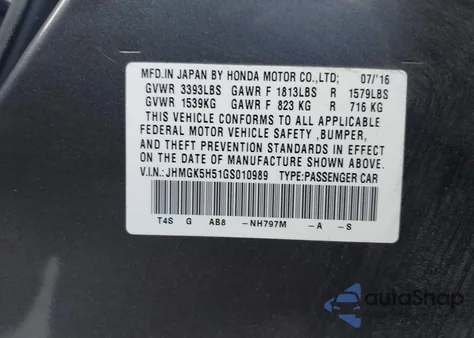 MFD.IN JAPAN BY HONDA MOTOR CO.,LTD; 07/'16
GVWR 3393LBS GAWR F 1813LBS R 1579LBS
GVWR 1539KG GAWR F 823 KG R 716 KG
THIS VEHICLE CONFORMS TO ALL APPLICABLE
FEDERAL MOTOR VEHICLE SAFETY ,BUMPER,
AND THEFT PREVENTION STANDARDS IN EFFECT
ON THE DATE OF MANUFACTURE SHOWN ABOVE.
V.I.N: JHMGK5H51GS010989 TYPE:PASSENGER CAR
T4S G AB8 -NH797M -A -S
autoSnap